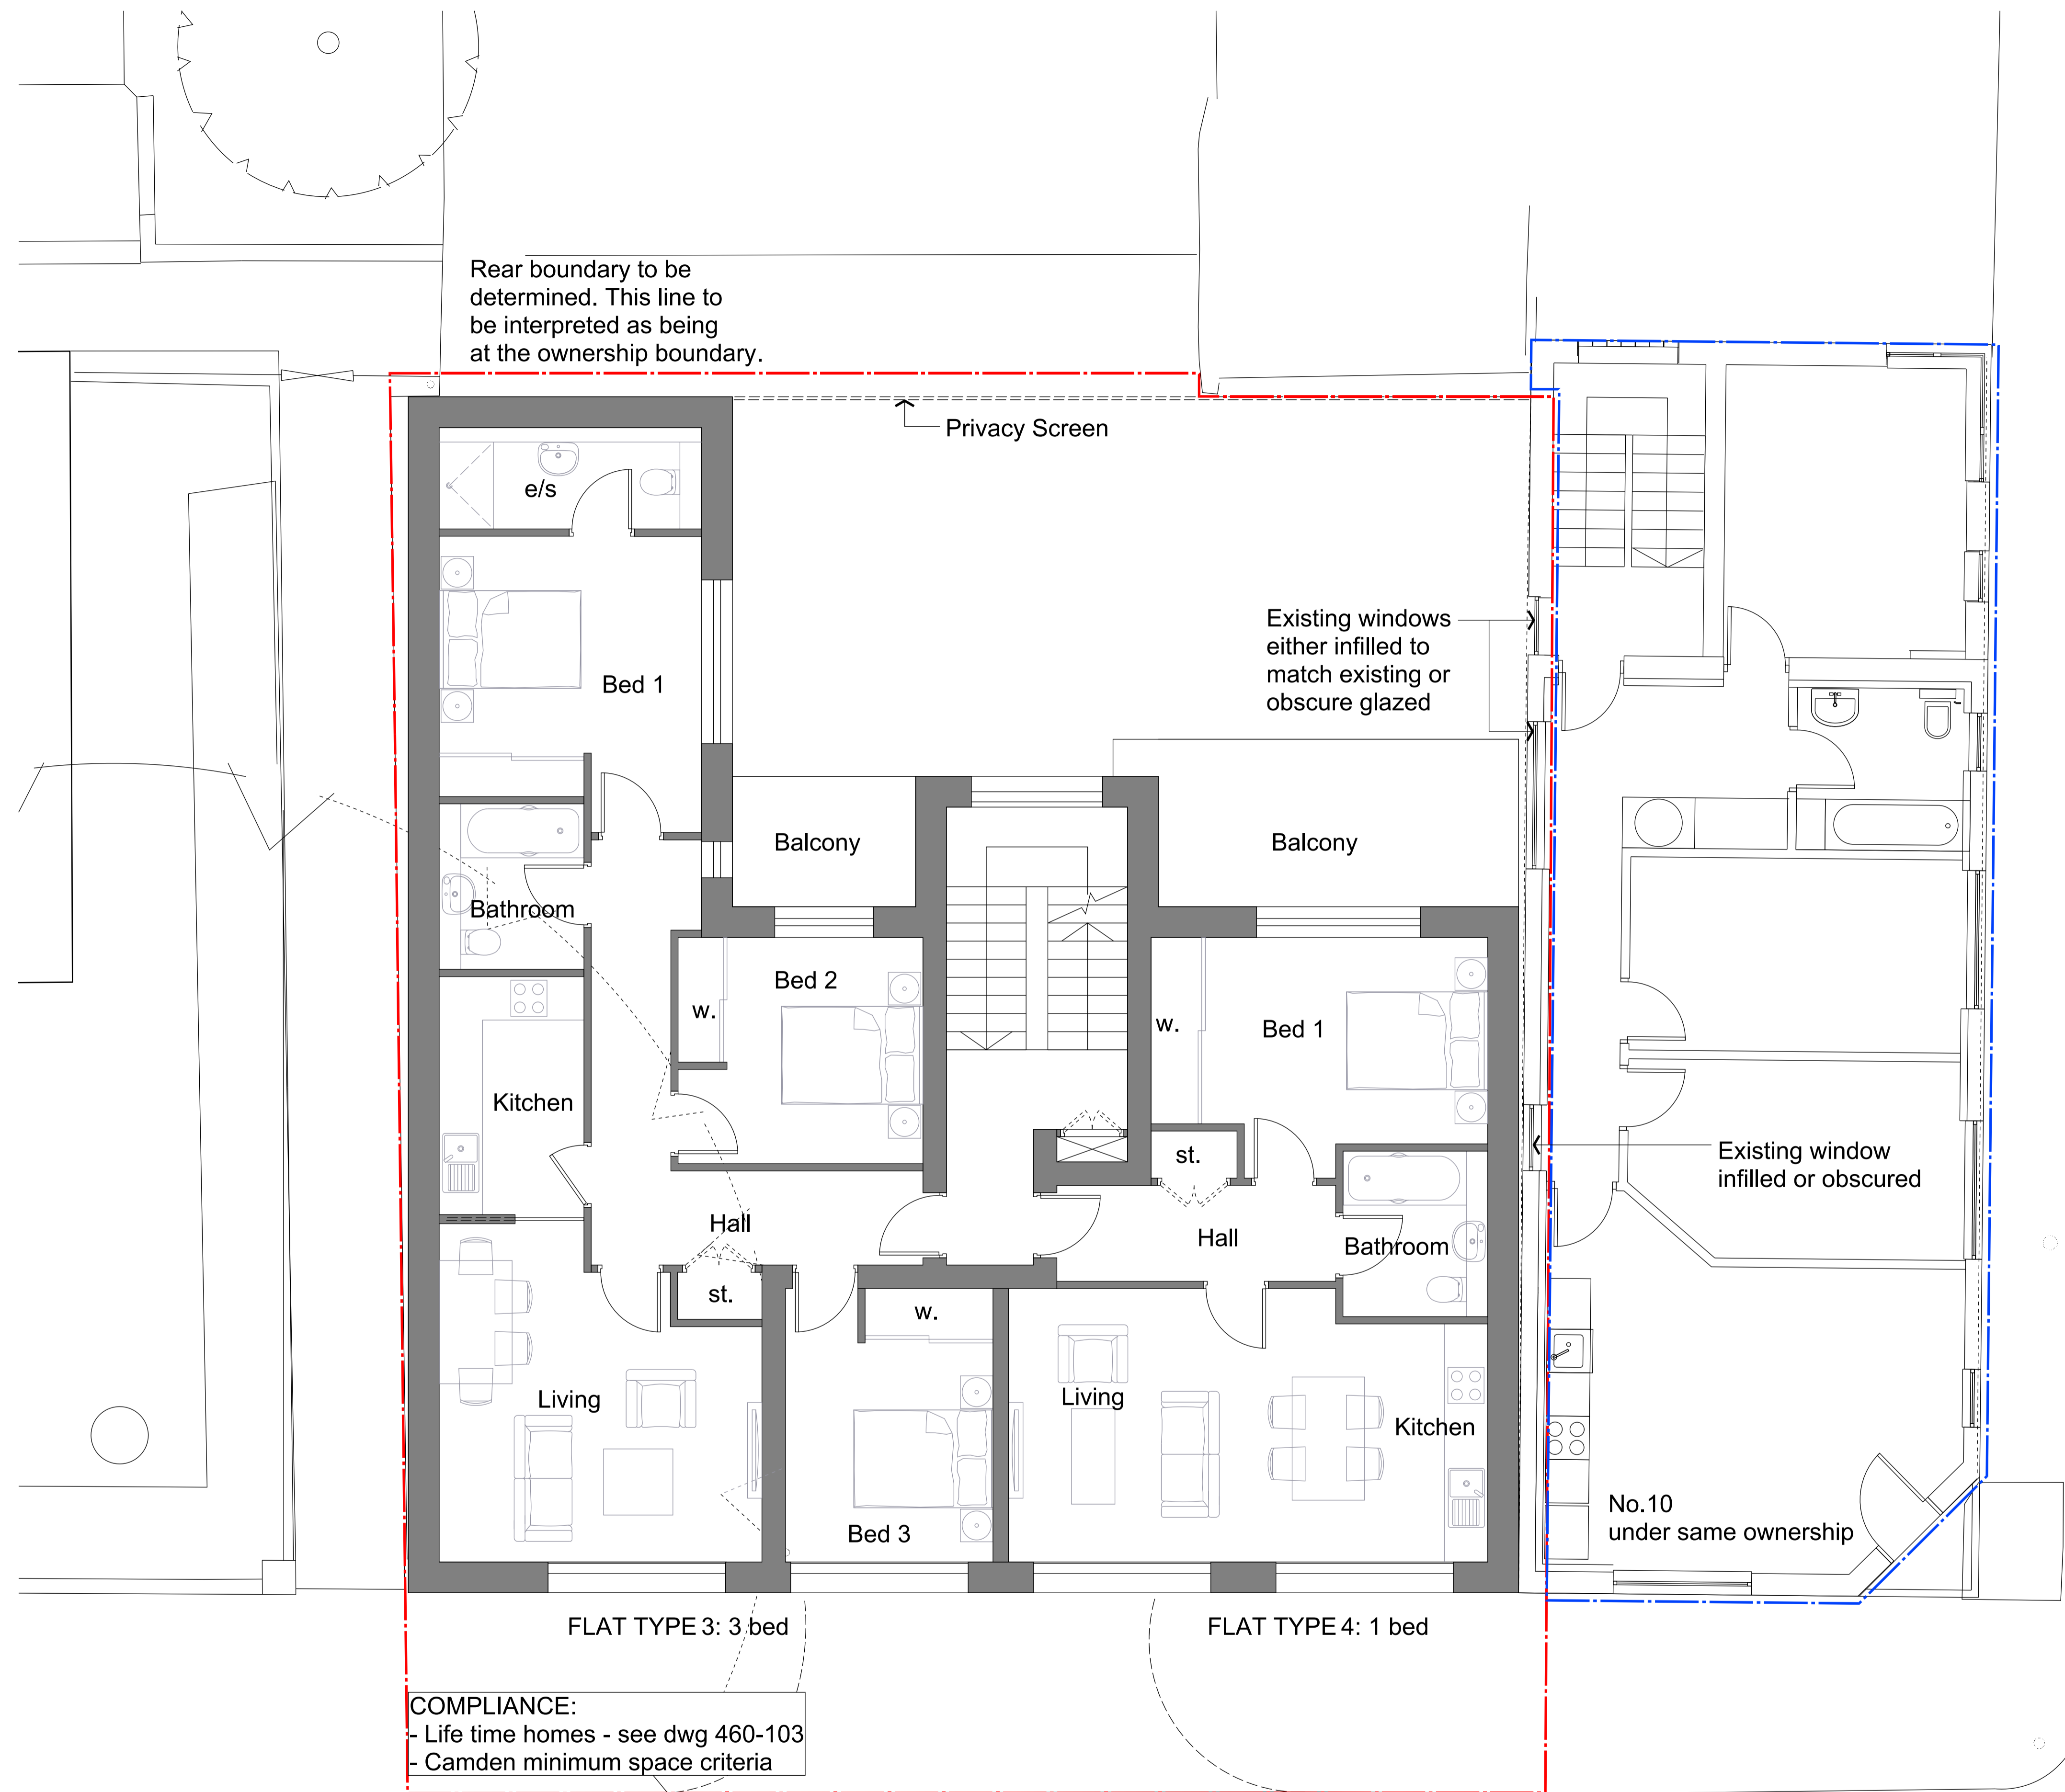 Rear boundary to be
determined. This line to
be interpreted as being
at the ownership boundary.
Privacy Screen
e/s
Existing windows
either infilled to
match existing or
obscure glazed
Bed 1
Balcony
Balcony
Bathroom
Bed 2
w.
w.
Bed 1
Kitchen
st.
Existing window
infilled or obscured
Hall
Hall
Bathroom
st.
w.
Living
Living
Kitchen
Bed 3
No.10
under same ownership
FLAT TYPE 3: 3 bed
FLAT TYPE 4: 1 bed
COMPLIANCE:
- Life time homes - see dwg 460-103
- Camden minimum space criteria